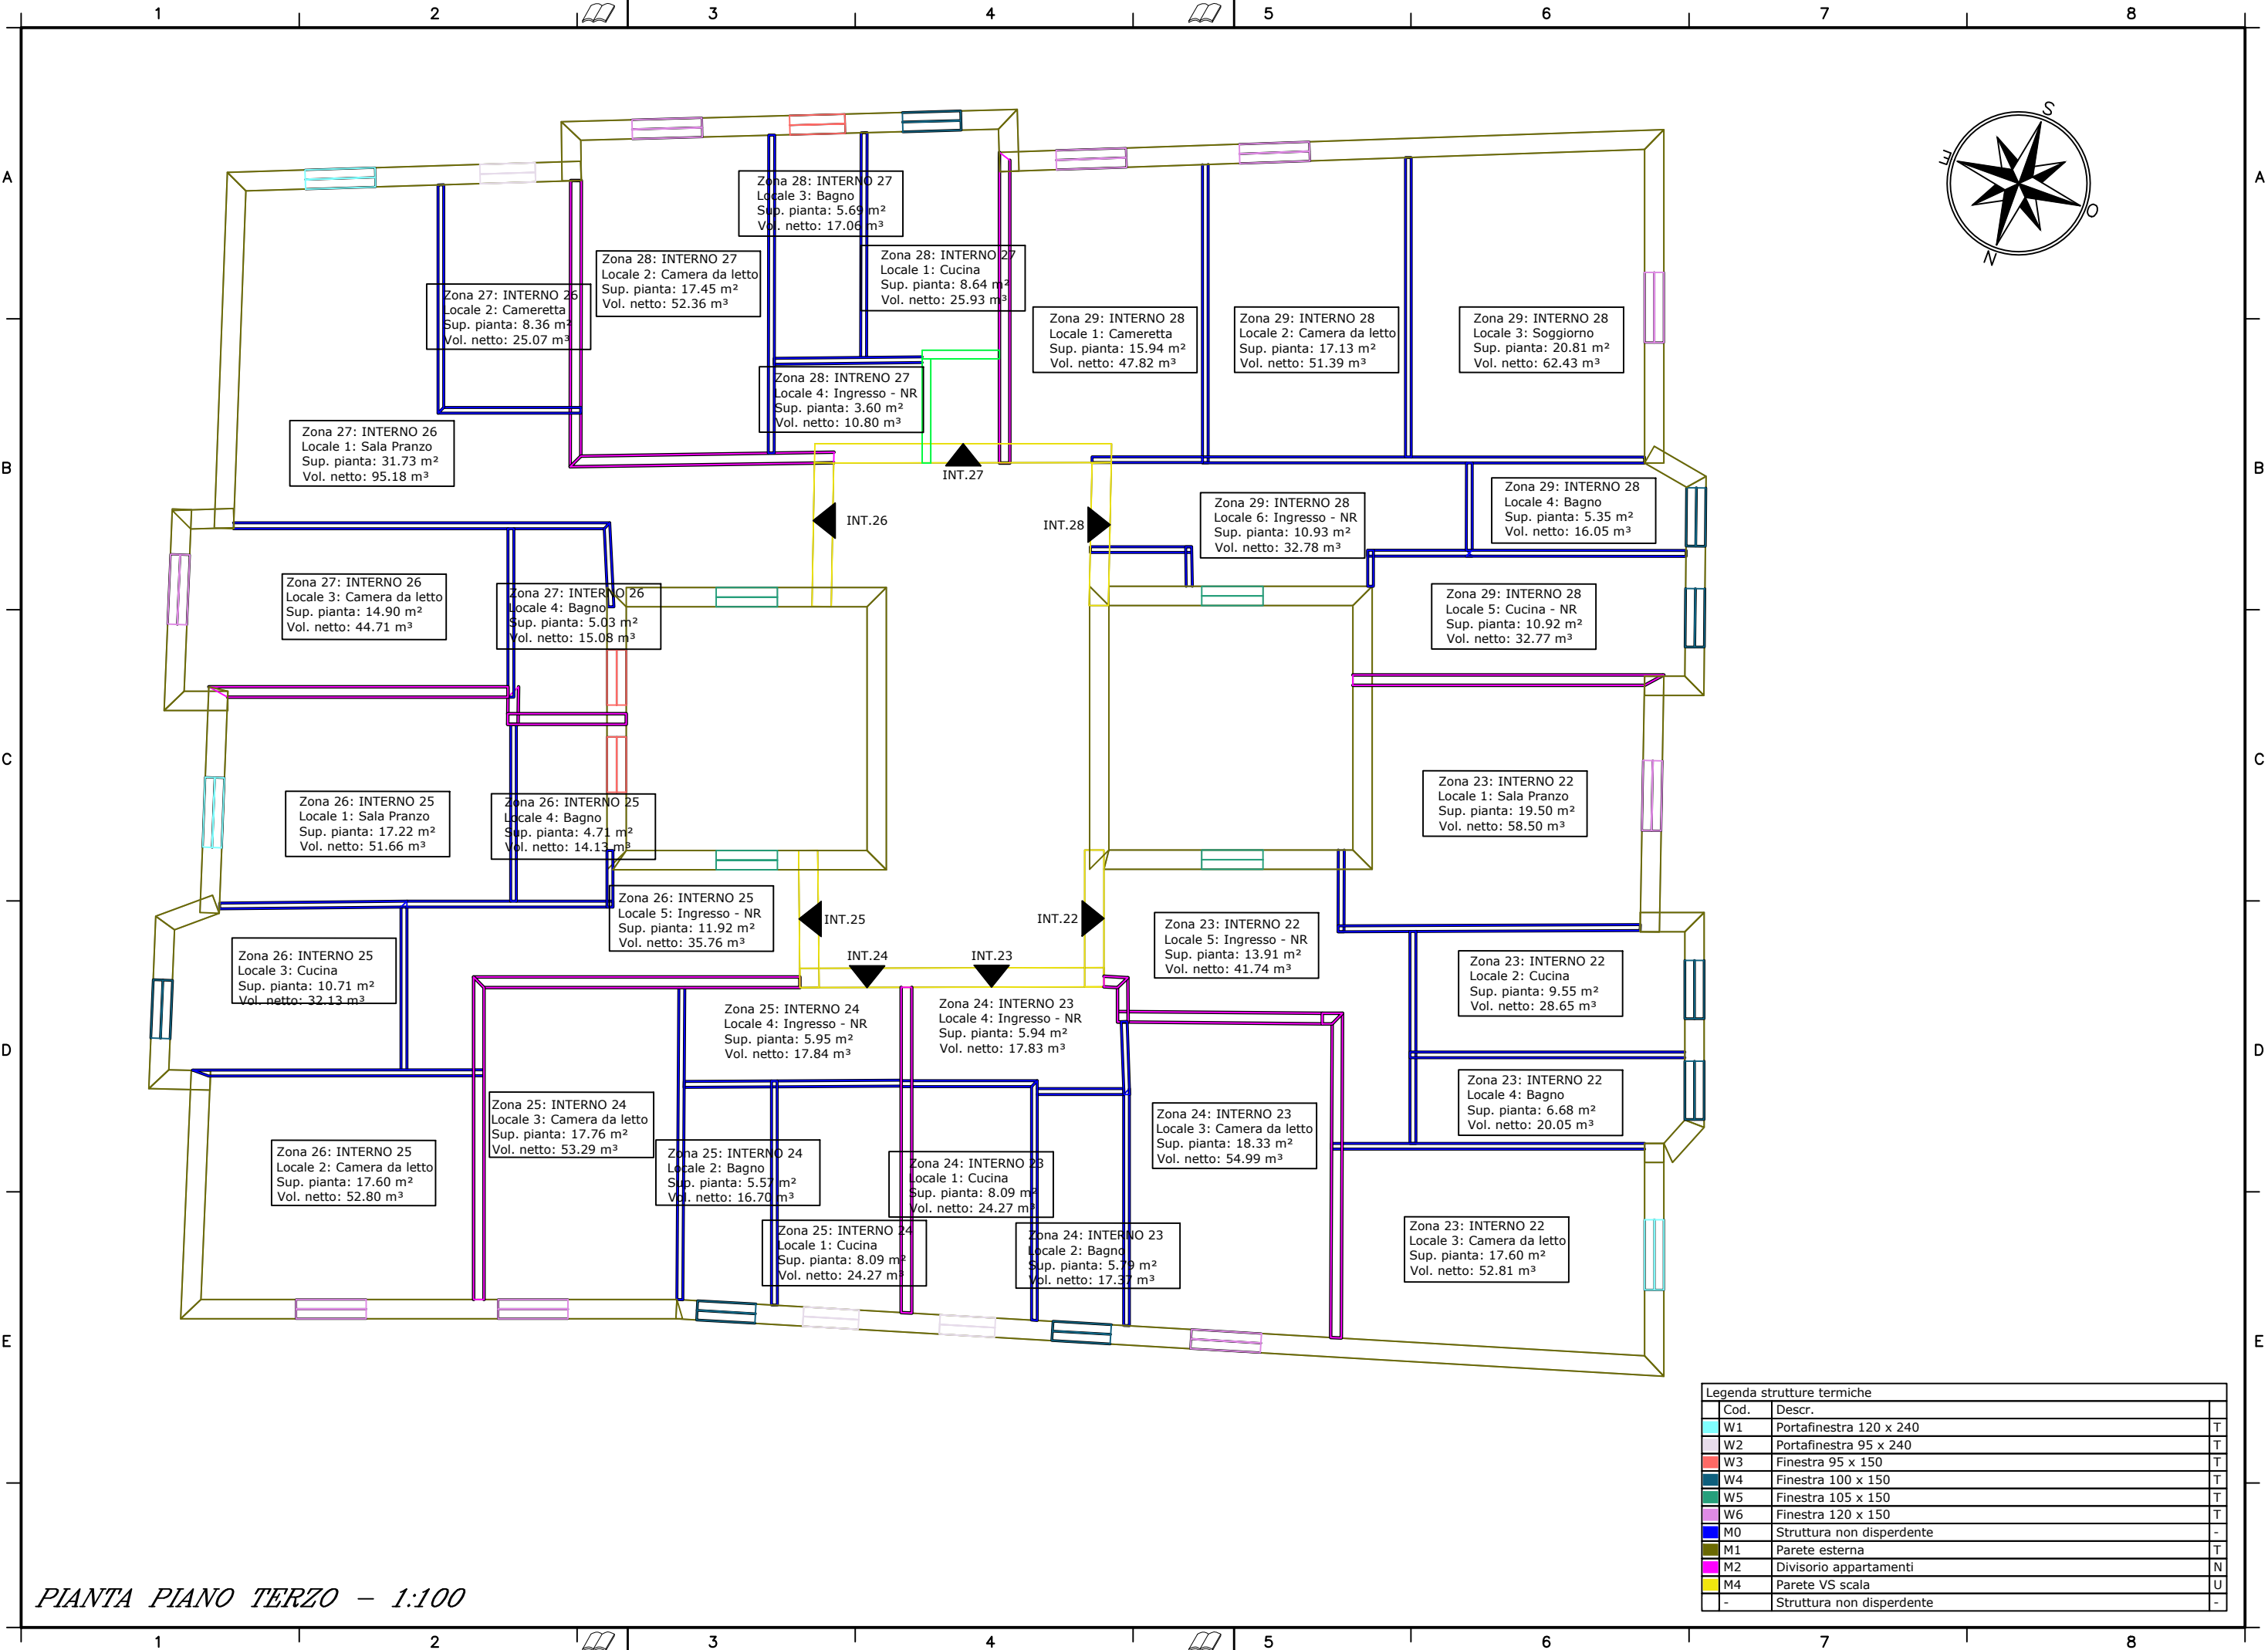 1 2 3 4 5 6 7 8
A A
B B
C C
D D
E E
S
E
O
N
Zona 28: INTERNO 27
Locale 3: Bagno
Sup. pianta: 5.69 m²
Vol. netto: 17.06 m³
Zona 28: INTERNO 27
Locale 2: Camera da letto
Sup. pianta: 17.45 m²
Vol. netto: 52.36 m³
Zona 28: INTERNO 27
Locale 1: Cucina
Sup. pianta: 8.64 m²
Vol. netto: 25.93 m³
Zona 27: INTERNO 26
Locale 2: Cameretta
Sup. pianta: 8.36 m²
Vol. netto: 25.07 m³
Zona 29: INTERNO 28
Locale 1: Cameretta
Sup. pianta: 15.94 m²
Vol. netto: 47.82 m³
Zona 29: INTERNO 28
Locale 2: Camera da letto
Sup. pianta: 17.13 m²
Vol. netto: 51.39 m³
Zona 29: INTERNO 28
Locale 3: Soggiorno
Sup. pianta: 20.81 m²
Vol. netto: 62.43 m³
Zona 28: INTRENO 27
Locale 4: Ingresso - NR
Sup. pianta: 3.60 m²
Vol. netto: 10.80 m³
Zona 27: INTERNO 26
Locale 1: Sala Pranzo
Sup. pianta: 31.73 m²
Vol. netto: 95.18 m³
INT.27
INT.26
INT.28
Zona 29: INTERNO 28
Locale 6: Ingresso - NR
Sup. pianta: 10.93 m²
Vol. netto: 32.78 m³
Zona 29: INTERNO 28
Locale 4: Bagno
Sup. pianta: 5.35 m²
Vol. netto: 16.05 m³
Zona 27: INTERNO 26
Locale 3: Camera da letto
Sup. pianta: 14.90 m²
Vol. netto: 44.71 m³
Zona 27: INTERNO 26
Locale 4: Bagno
Sup. pianta: 5.03 m²
Vol. netto: 15.08 m³
Zona 29: INTERNO 28
Locale 5: Cucina - NR
Sup. pianta: 10.92 m²
Vol. netto: 32.77 m³
Zona 26: INTERNO 25
Locale 1: Sala Pranzo
Sup. pianta: 17.22 m²
Vol. netto: 51.66 m³
Zona 26: INTERNO 25
Locale 4: Bagno
Sup. pianta: 4.71 m²
Vol. netto: 14.13 m³
Zona 23: INTERNO 22
Locale 1: Sala Pranzo
Sup. pianta: 19.50 m²
Vol. netto: 58.50 m³
Zona 26: INTERNO 25
Locale 5: Ingresso - NR
Sup. pianta: 11.92 m²
Vol. netto: 35.76 m³
INT.25
INT.22
INT.24
INT.23
Zona 23: INTERNO 22
Locale 5: Ingresso - NR
Sup. pianta: 13.91 m²
Vol. netto: 41.74 m³
Zona 26: INTERNO 25
Locale 3: Cucina
Sup. pianta: 10.71 m²
Vol. netto: 32.13 m³
Zona 23: INTERNO 22
Locale 2: Cucina
Sup. pianta: 9.55 m²
Vol. netto: 28.65 m³
Zona 25: INTERNO 24
Locale 4: Ingresso - NR
Sup. pianta: 5.95 m²
Vol. netto: 17.84 m³
Zona 24: INTERNO 23
Locale 4: Ingresso - NR
Sup. pianta: 5.94 m²
Vol. netto: 17.83 m³
Zona 23: INTERNO 22
Locale 4: Bagno
Sup. pianta: 6.68 m²
Vol. netto: 20.05 m³
Zona 25: INTERNO 24
Locale 3: Camera da letto
Sup. pianta: 17.76 m²
Vol. netto: 53.29 m³
Zona 24: INTERNO 23
Locale 3: Camera da letto
Sup. pianta: 18.33 m²
Vol. netto: 54.99 m³
Zona 26: INTERNO 25
Locale 2: Camera da letto
Sup. pianta: 17.60 m²
Vol. netto: 52.80 m³
Zona 25: INTERNO 24
Locale 2: Bagno
Sup. pianta: 5.57 m²
Vol. netto: 16.70 m³
Zona 24: INTERNO 23
Locale 1: Cucina
Sup. pianta: 8.09 m²
Vol. netto: 24.27 m³
Zona 25: INTERNO 24
Locale 1: Cucina
Sup. pianta: 8.09 m²
Vol. netto: 24.27 m³
Zona 24: INTERNO 23
Locale 2: Bagno
Sup. pianta: 5.79 m²
Vol. netto: 17.37 m³
Zona 23: INTERNO 22
Locale 3: Camera da letto
Sup. pianta: 17.60 m²
Vol. netto: 52.81 m³
Legenda strutture termiche
Cod. Descr.
W1 Portafinestra 120 x 240 T
W2 Portafinestra 95 x 240 T
W3 Finestra 95 x 150 T
W4 Finestra 100 x 150 T
W5 Finestra 105 x 150 T
W6 Finestra 120 x 150 T
M0 Struttura non disperdente -
M1 Parete esterna T
M2 Divisorio appartamenti N
M4 Parete VS scala U
- Struttura non disperdente -
PIANTA PIANO TERZO - 1:100
1 2 3 4 5 6 7 8